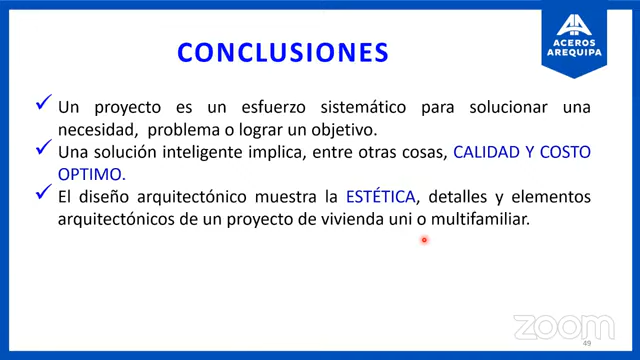 ACEROS
AREQUIPA
CONCLUSIONES
Un proyecto es un esfuerzo sistemático para solucionar una
necesidad, problema o lograr un objetivo.
Una solución inteligente implica, entre otras cosas, CALIDAD Y COSTO
OPTIMO.
El diseño arquitectónico muestra la ESTÉTICA, detalles y elementos
arquitectónicos de un proyecto de vivienda uni o multifamiliar.
zoom
49